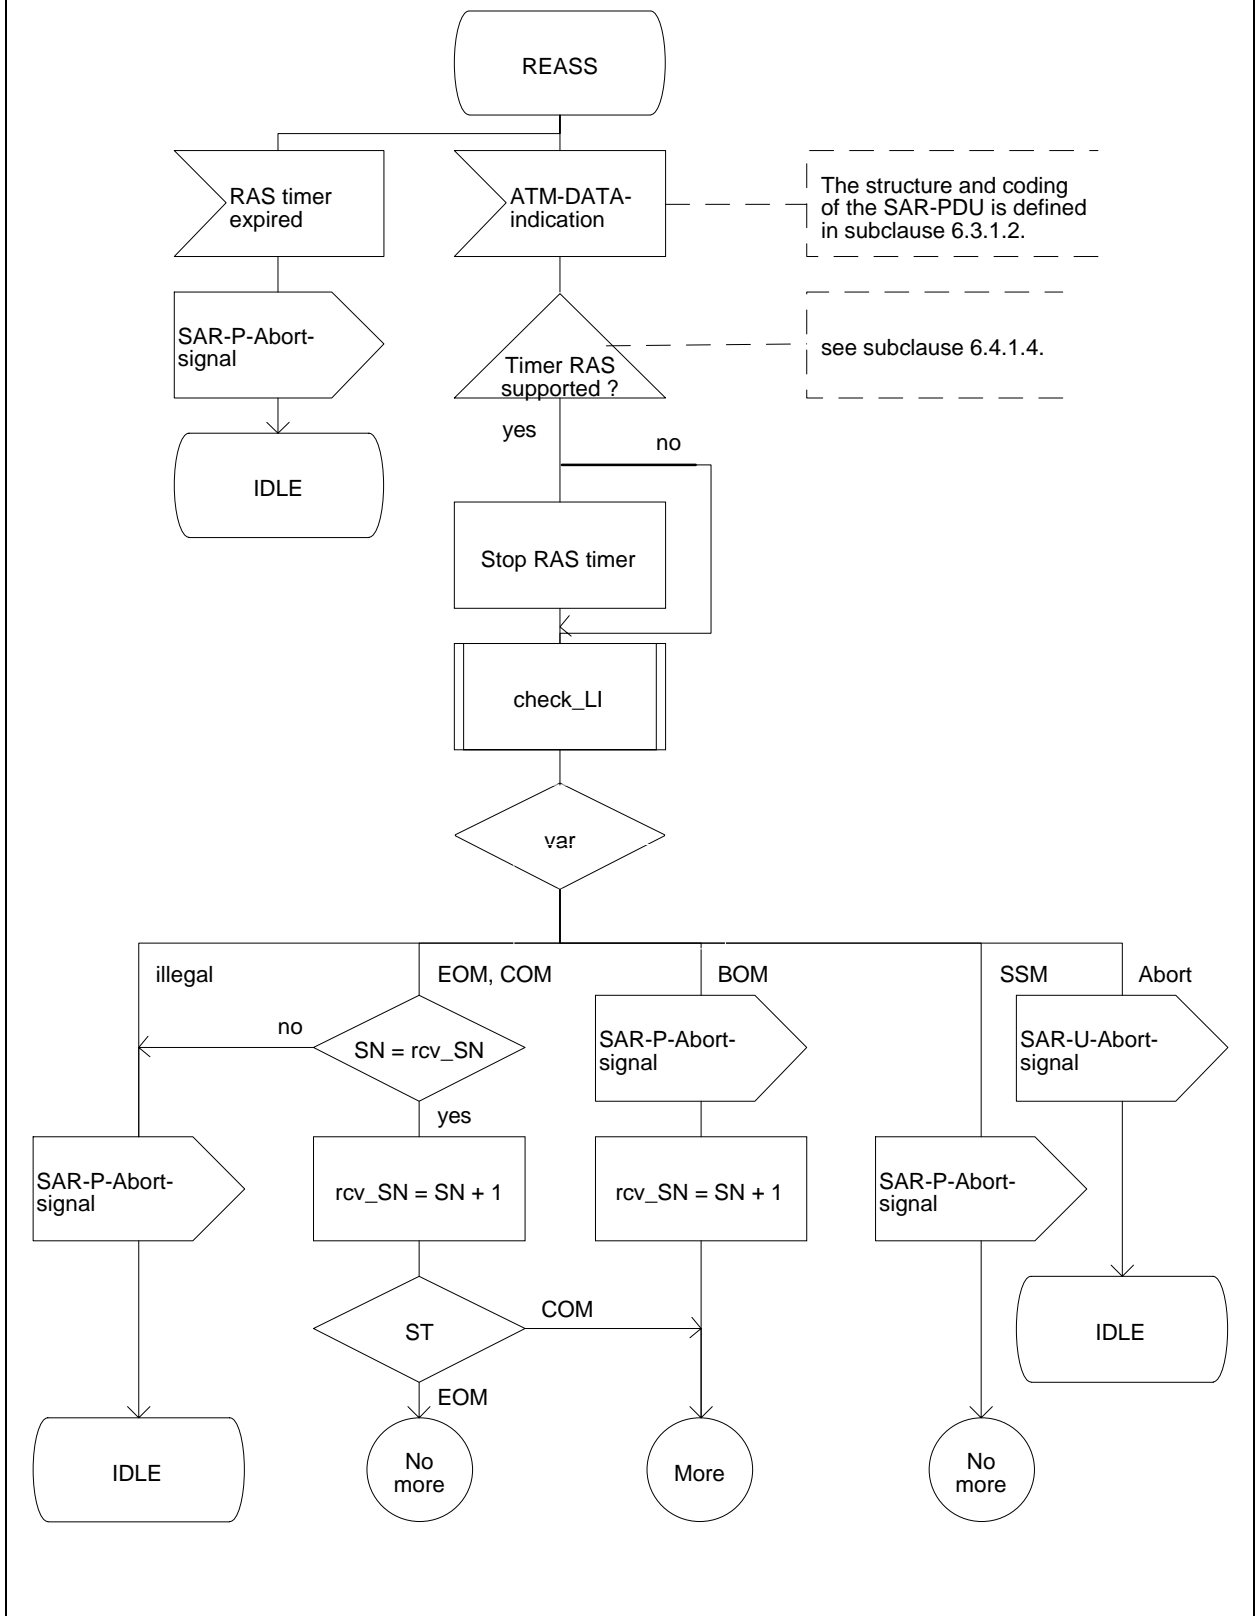 REASS
RAS timer
expired
ATM-DATA-
indication
The structure and coding
of the SAR-PDU is defined
in subclause 6.3.1.2.
SAR-P-Abort-
signal
Timer RAS
supported ?
see subclause 6.4.1.4.
yes
no
IDLE
Stop RAS timer
check_LI
var
illegal
EOM, COM
BOM
SSM
Abort
no
SN = rcv_SN
SAR-P-Abort-
signal
SAR-U-Abort-
signal
yes
SAR-P-Abort-
signal
rcv_SN = SN + 1
rcv_SN = SN + 1
SAR-P-Abort-
signal
COM
ST
IDLE
EOM
IDLE
No
more
More
No
more